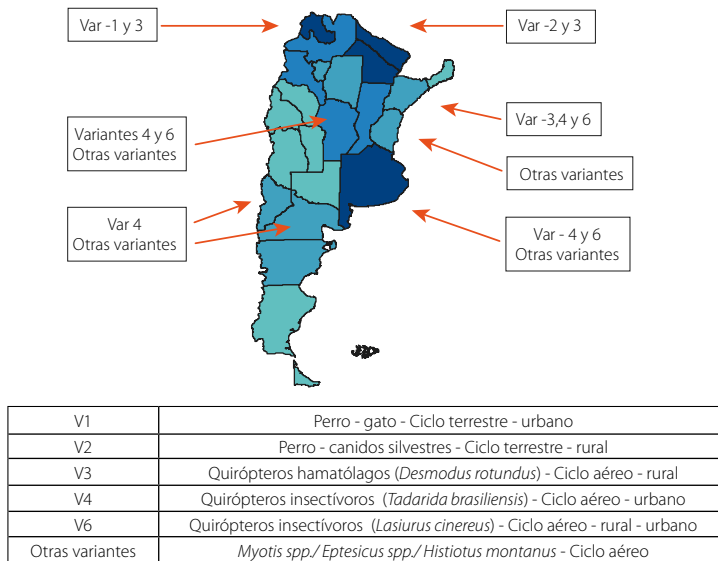 Var -1 y 3
Var -2 y 3
Variantes 4 y 6
Otras variantes
Var -3,4 y 6
Otras variantes
Var 4
Otras variantes
Var - 4 y 6
Otras variantes
V1 Perro - gato - Ciclo terrestre - urbano
V2 Perro - canidos silvestres - Ciclo terrestre - rural
V3 Quirópteros hamatólagos (Desmodus rotundus) - Ciclo aéreo - rural
V4 Quirópteros insectívoros (Tadarida brasiliensis) - Ciclo aéreo - urbano
V6 Quirópteros insectívoros (Lasiurus cinereus) - Ciclo aéreo - rural - urbano
Otras variantes Myotis spp./ Eptesicus spp./ Histiotus montanus - Ciclo aéreo